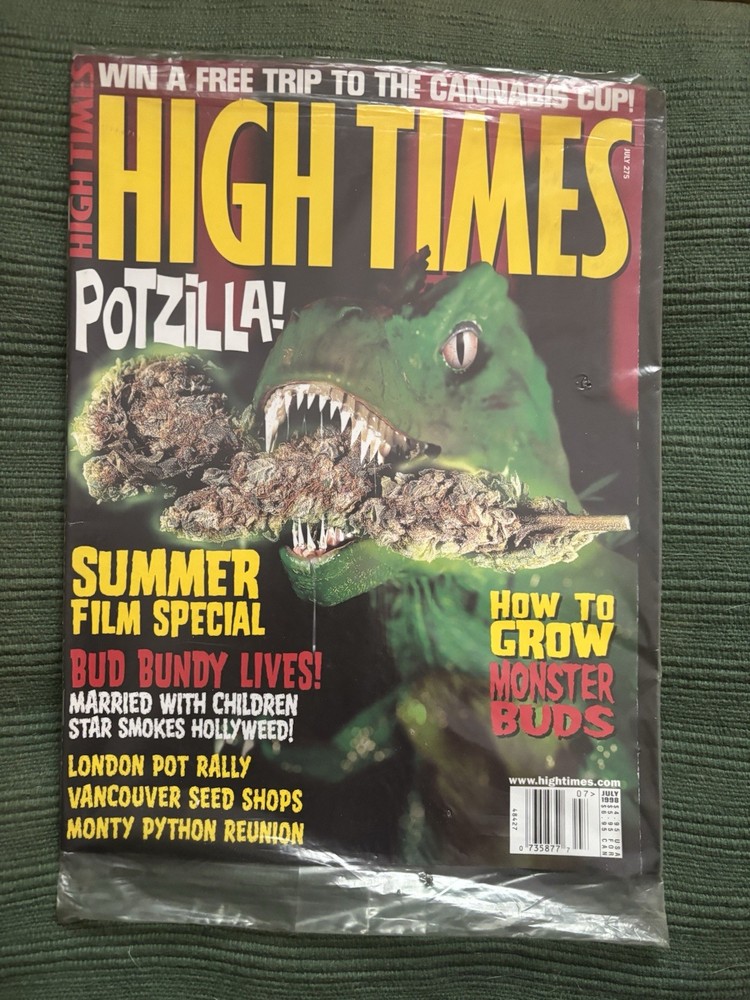 WIN A FREE TRIP TO THE CANNABIS CUP!
HIGH TIMES
HIGH TIMES
JULY 275
POTZILLA!
SUMMER
FILM SPECIAL
BUD BUNDY LIVES!
MARRIED WITH CHILDREN
STAR SMOKES HOLLYWEED!
LONDON POT RALLY
VANCOUVER SEED SHOPS
MONTY PYTHON REUNION
HOW TO
GROW
MONSTER
BUDS
www.hightimes.com
07>
JULY
1998
48427
0 735877 7